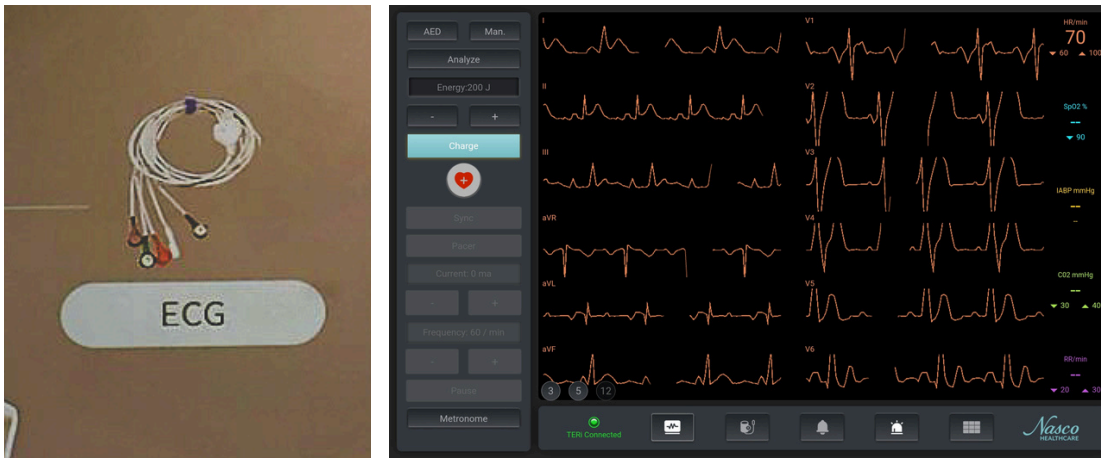 ECG
AED
Man.
Analyze
Energy:200 J
-
+
Charge
Sync
Pacer
Current: 0 ma
-
+
Frequency: 60 / min
-
+
Pause
Metronome
I
II
III
aVR
aVL
aVF
3
5
12
V1
V2
V3
V4
V5
V6
HR/min
70
60
100
SpO2 %
--
90
IABP mmHg
--
–
CO2 mmHg
--
30
40
RR/min
--
20
30
TERi Connected
Nasco
HEALTHCARE